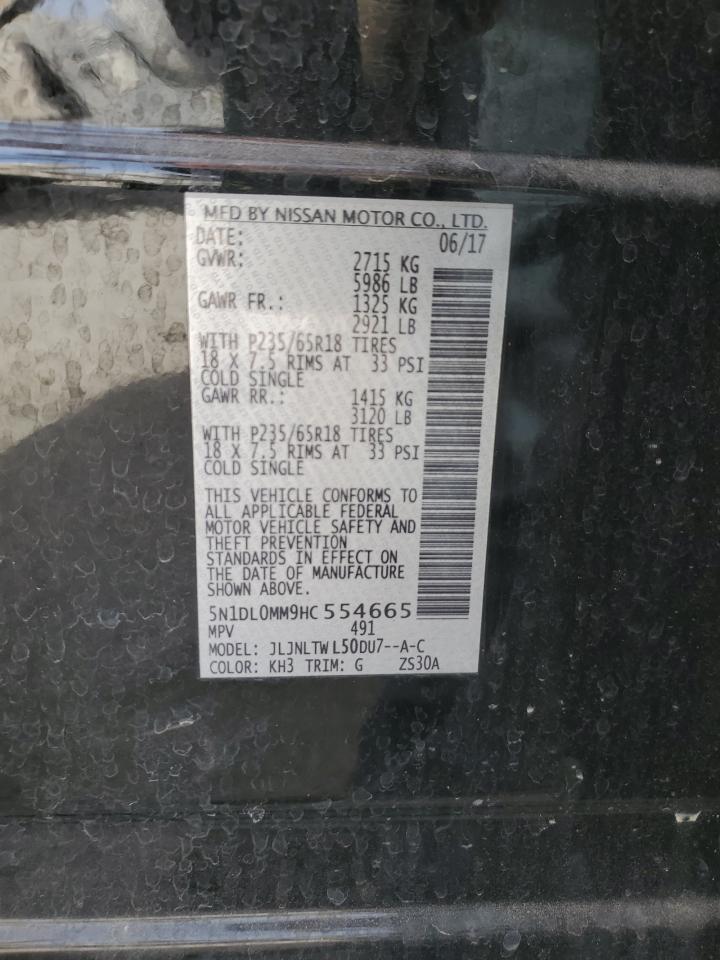 MFD BY NISSAN MOTOR CO., LTD.
DATE: 06/17
GVWR: 2715 KG
5986 LB
GAWR FR.: 1325 KG
2921 LB
WITH P235/65R18 TIRES
18 X 7.5 RIMS AT 33 PSI
COLD SINGLE
GAWR RR.: 1415 KG
3120 LB
WITH P235/65R18 TIRES
18 X 7.5 RIMS AT 33 PSI
COLD SINGLE
THIS VEHICLE CONFORMS TO
ALL APPLICABLE FEDERAL
MOTOR VEHICLE SAFETY AND
THEFT PREVENTION
STANDARDS IN EFFECT ON
THE DATE OF MANUFACTURE
SHOWN ABOVE.
5N1DL0MM9HC554665
MPV 491
MODEL: JLJNLTWL50DU7--A-C
COLOR: KH3 TRIM: G ZS30A